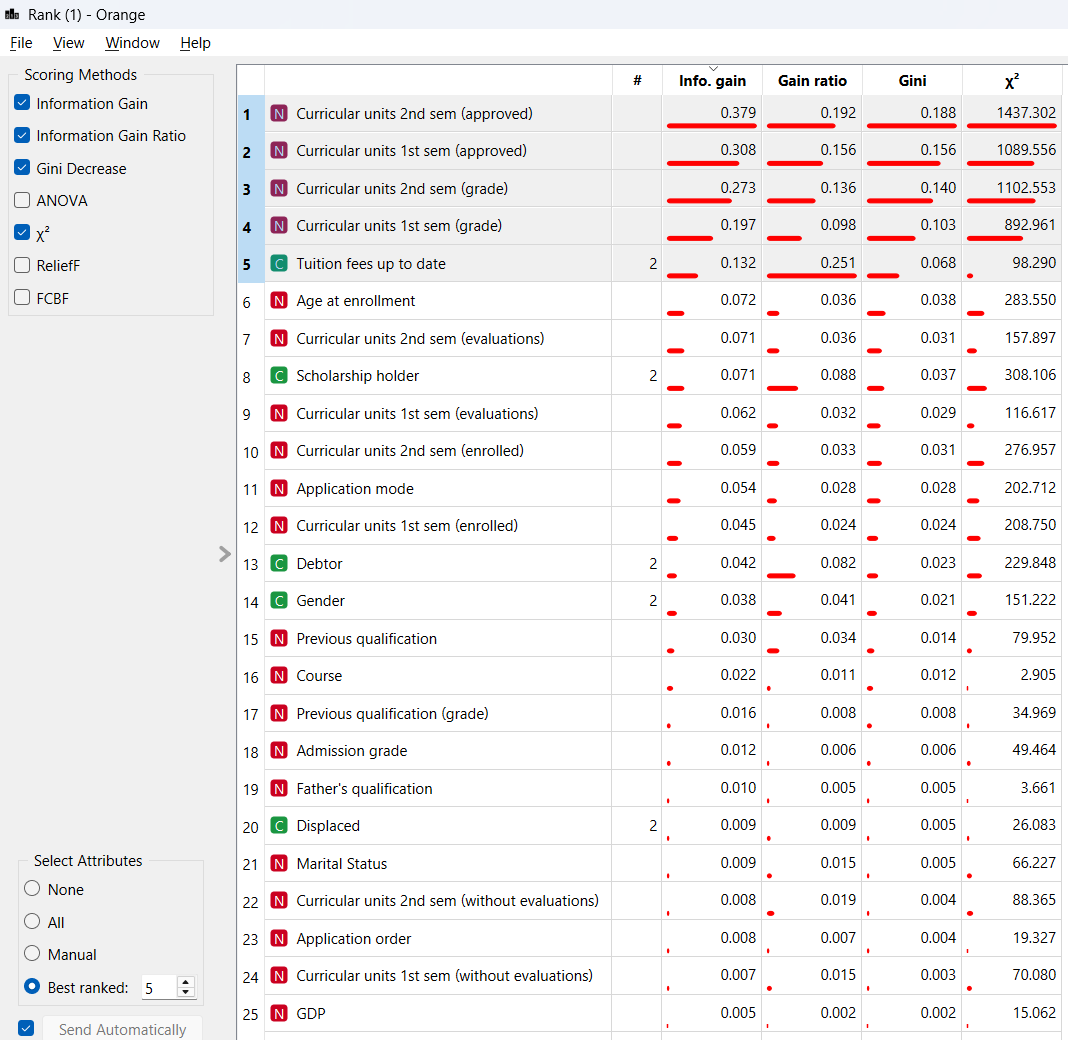 Rank (1) - Orange
File View Window Help
Scoring Methods
Information Gain
Information Gain Ratio
Gini Decrease
ANOVA
χ²
ReliefF
FCBF
# Info. gain Gain ratio Gini χ²
1 N Curricular units 2nd sem (approved) 0.379 0.192 0.188 1437.302
2 N Curricular units 1st sem (approved) 0.308 0.156 0.156 1089.556
3 N Curricular units 2nd sem (grade) 0.273 0.136 0.140 1102.553
4 N Curricular units 1st sem (grade) 0.197 0.098 0.103 892.961
5 C Tuition fees up to date 2 0.132 0.251 0.068 98.290
6 N Age at enrollment 0.072 0.036 0.038 283.550
7 N Curricular units 2nd sem (evaluations) 0.071 0.036 0.031 157.897
8 C Scholarship holder 2 0.071 0.088 0.037 308.106
9 N Curricular units 1st sem (evaluations) 0.062 0.032 0.029 116.617
10 N Curricular units 2nd sem (enrolled) 0.059 0.033 0.031 276.957
11 N Application mode 0.054 0.028 0.028 202.712
12 N Curricular units 1st sem (enrolled) 0.045 0.024 0.024 208.750
13 C Debtor 2 0.042 0.082 0.023 229.848
14 C Gender 2 0.038 0.041 0.021 151.222
15 N Previous qualification 0.030 0.034 0.014 79.952
16 N Course 0.022 0.011 0.012 2.905
17 N Previous qualification (grade) 0.016 0.008 0.008 34.969
18 N Admission grade 0.012 0.006 0.006 49.464
19 N Father's qualification 0.010 0.005 0.005 3.661
20 C Displaced 2 0.009 0.009 0.005 26.083
21 N Marital Status 0.009 0.015 0.005 66.227
22 N Curricular units 2nd sem (without evaluations) 0.008 0.019 0.004 88.365
23 N Application order 0.008 0.007 0.004 19.327
24 N Curricular units 1st sem (without evaluations) 0.007 0.015 0.003 70.080
25 N GDP 0.005 0.002 0.002 15.062
Select Attributes
None
All
Manual
Best ranked: 5
Send Automatically